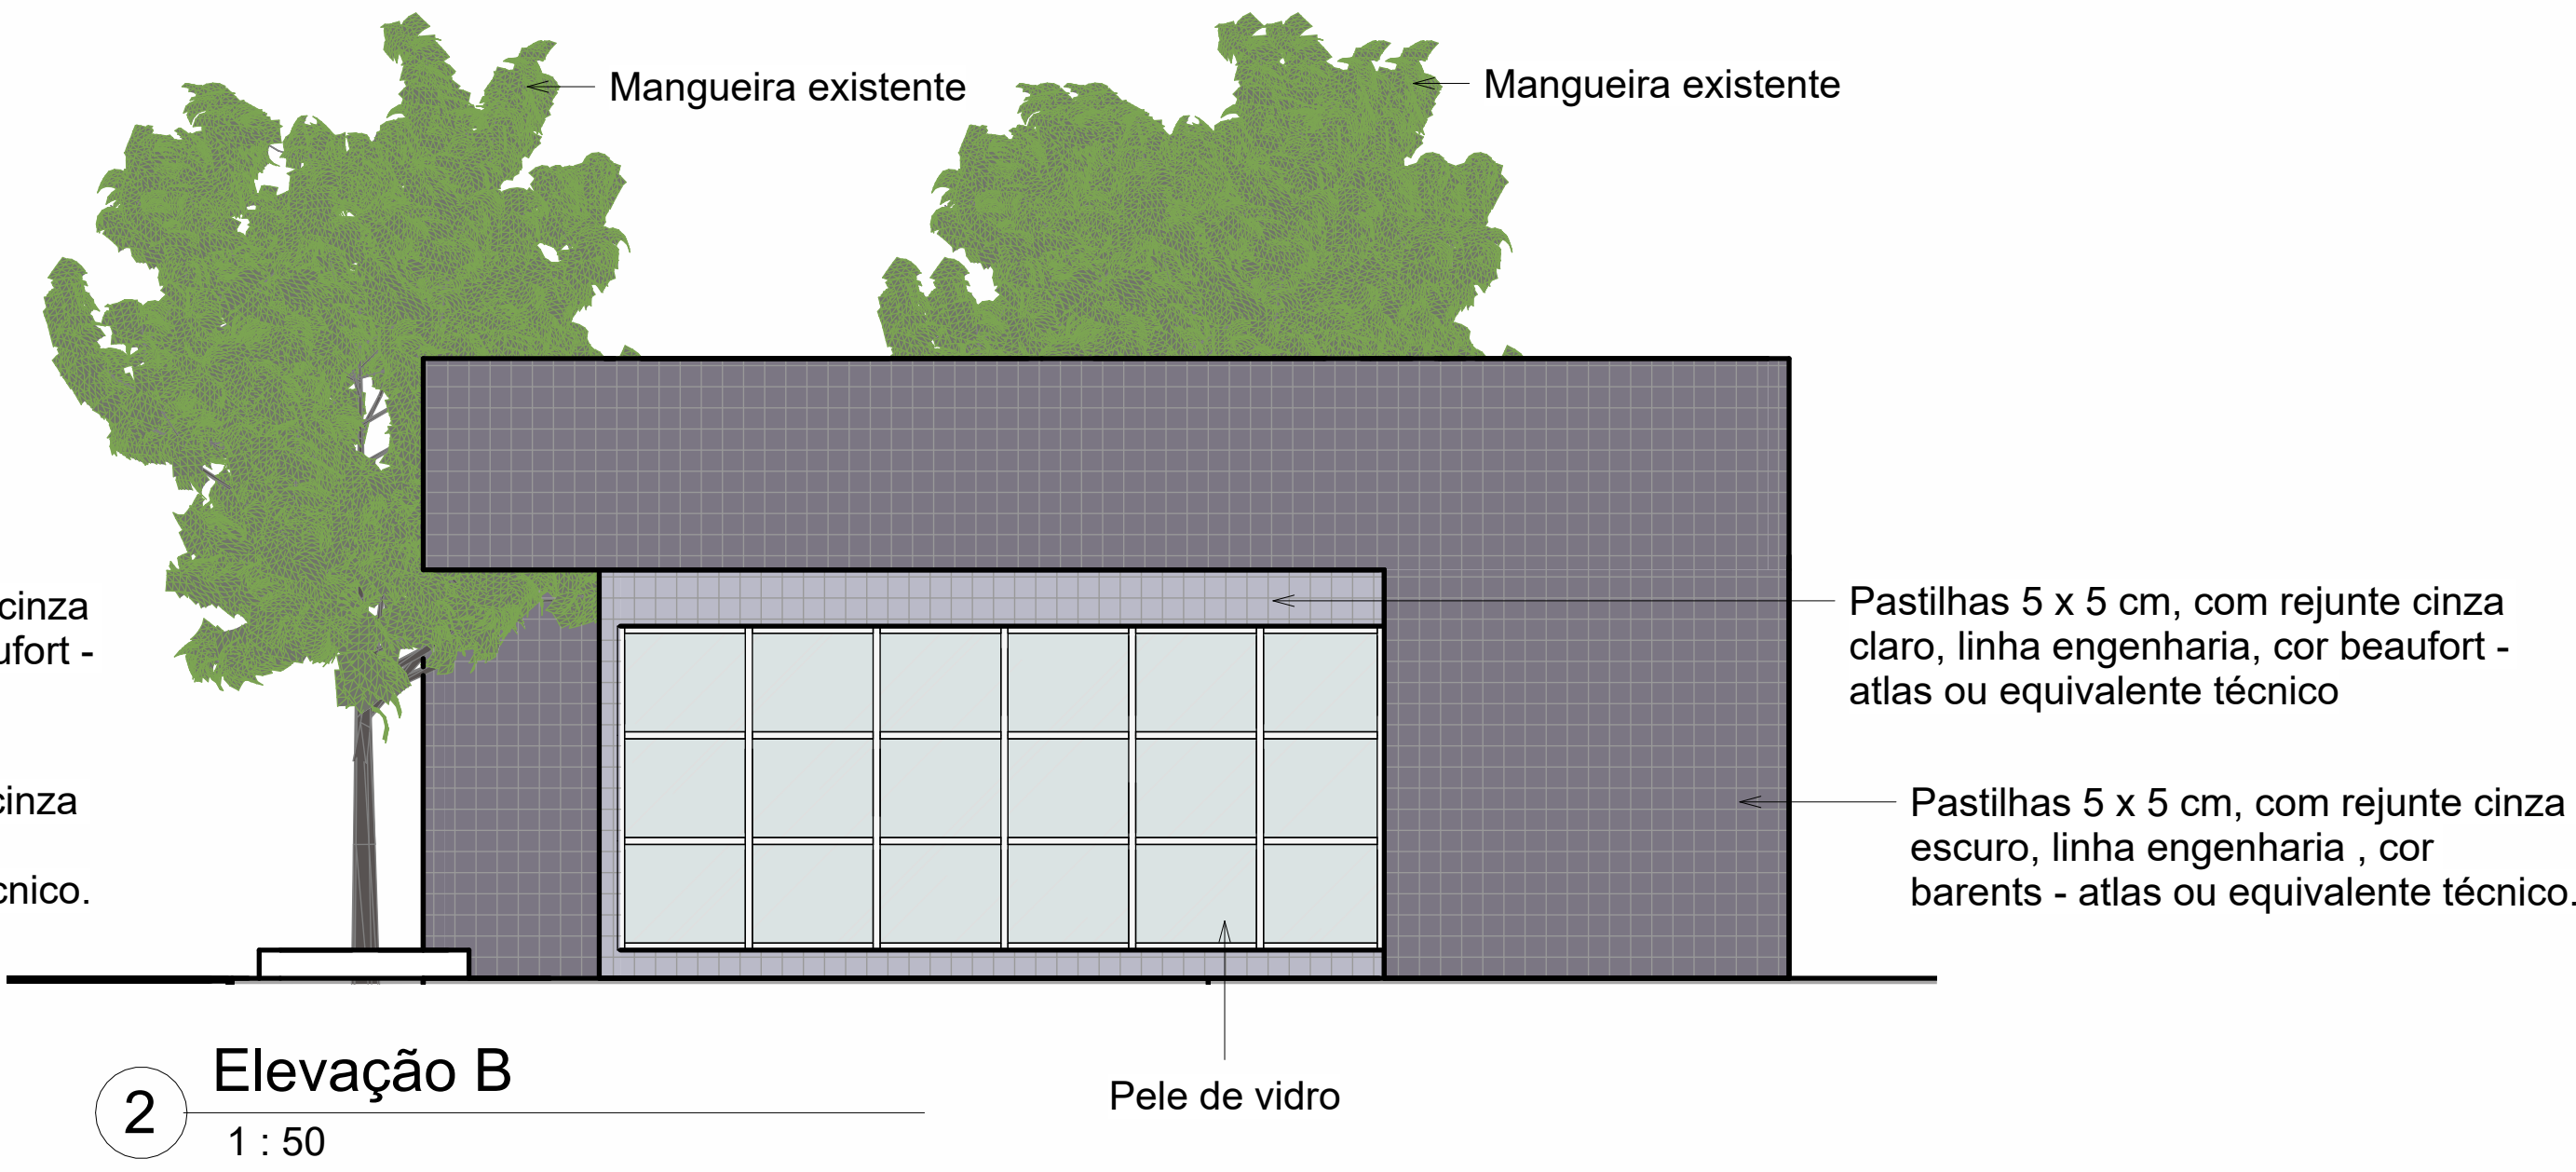 Mangueira existente
Mangueira existente
cinza
ufort -
cinza
cnico.
Pastilhas 5 x 5 cm, com rejunte cinza
claro, linha engenharia, cor beaufort -
atlas ou equivalente técnico
Pastilhas 5 x 5 cm, com rejunte cinza
escuro, linha engenharia , cor
barents - atlas ou equivalente técnico.
Pele de vidro
2
Elevação B
1 : 50